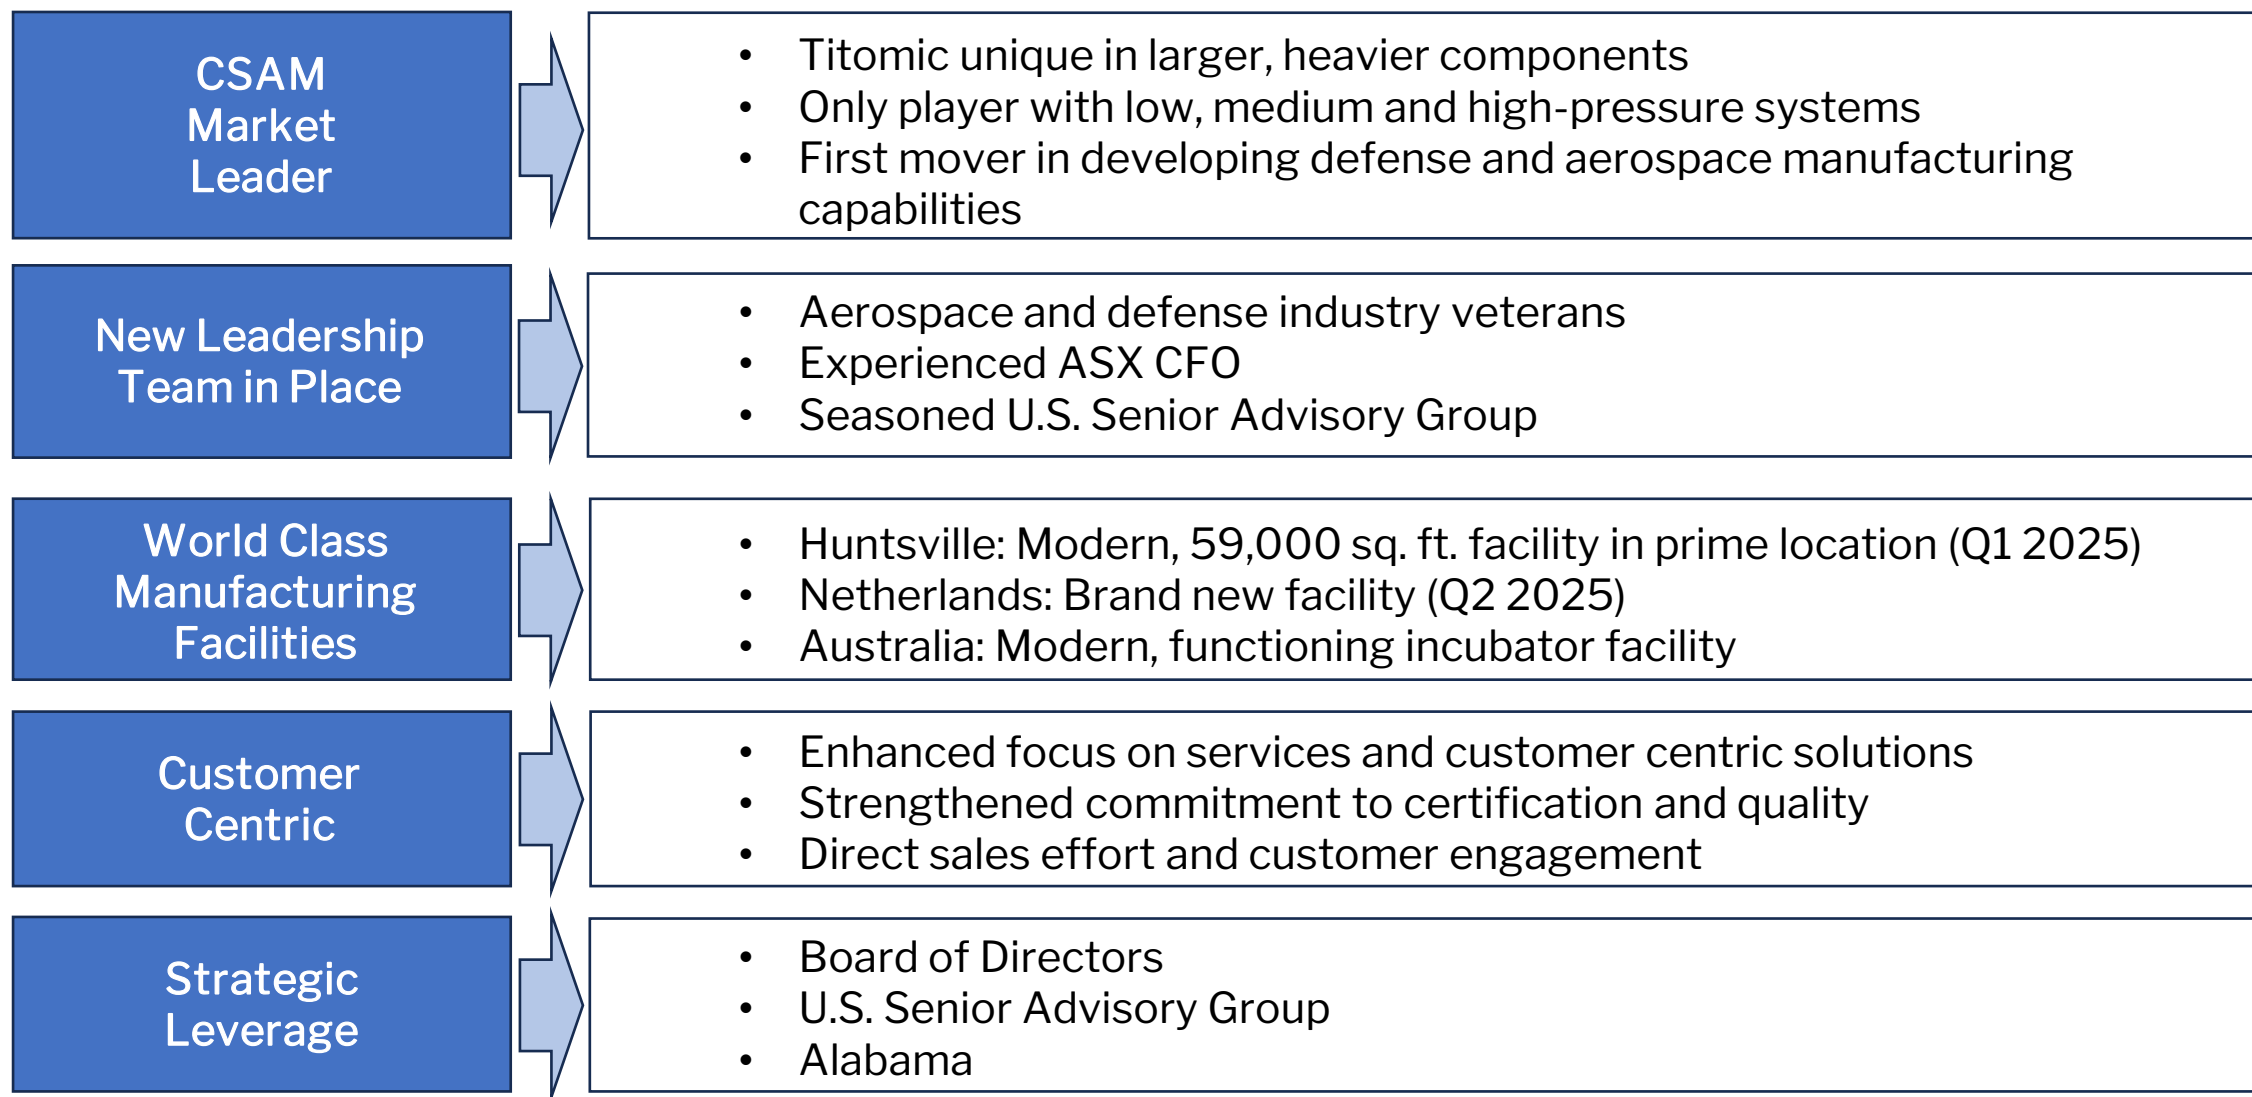 CSAM
Market
Leader
• Titomic unique in larger, heavier components
• Only player with low, medium and high-pressure systems
• First mover in developing defense and aerospace manufacturing
capabilities
New Leadership
Team in Place
• Aerospace and defense industry veterans
• Experienced ASX CFO
• Seasoned U.S. Senior Advisory Group
World Class
Manufacturing
Facilities
• Huntsville: Modern, 59,000 sq. ft. facility in prime location (Q1 2025)
• Netherlands: Brand new facility (Q2 2025)
• Australia: Modern, functioning incubator facility
Customer
Centric
• Enhanced focus on services and customer centric solutions
• Strengthened commitment to certification and quality
• Direct sales effort and customer engagement
Strategic
Leverage
• Board of Directors
• U.S. Senior Advisory Group
• Alabama